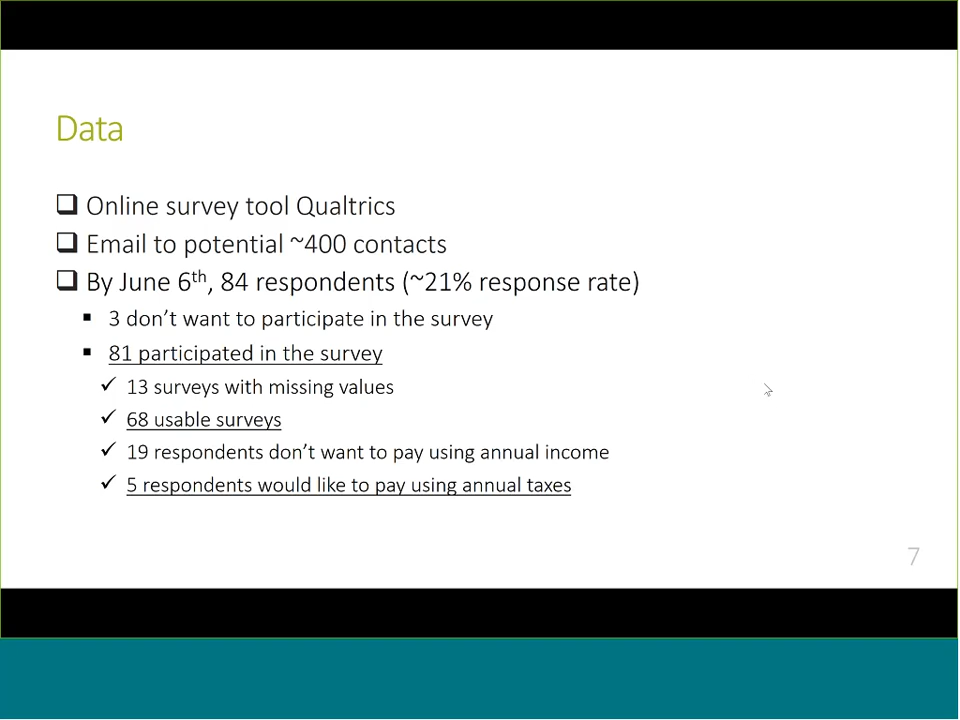 Data
Online survey tool Qualtrics
Email to potential ~400 contacts
By June 6th, 84 respondents (~21% response rate)
3 don't want to participate in the survey
81 participated in the survey
13 surveys with missing values
68 usable surveys
19 respondents don't want to pay using annual income
5 respondents would like to pay using annual taxes
7